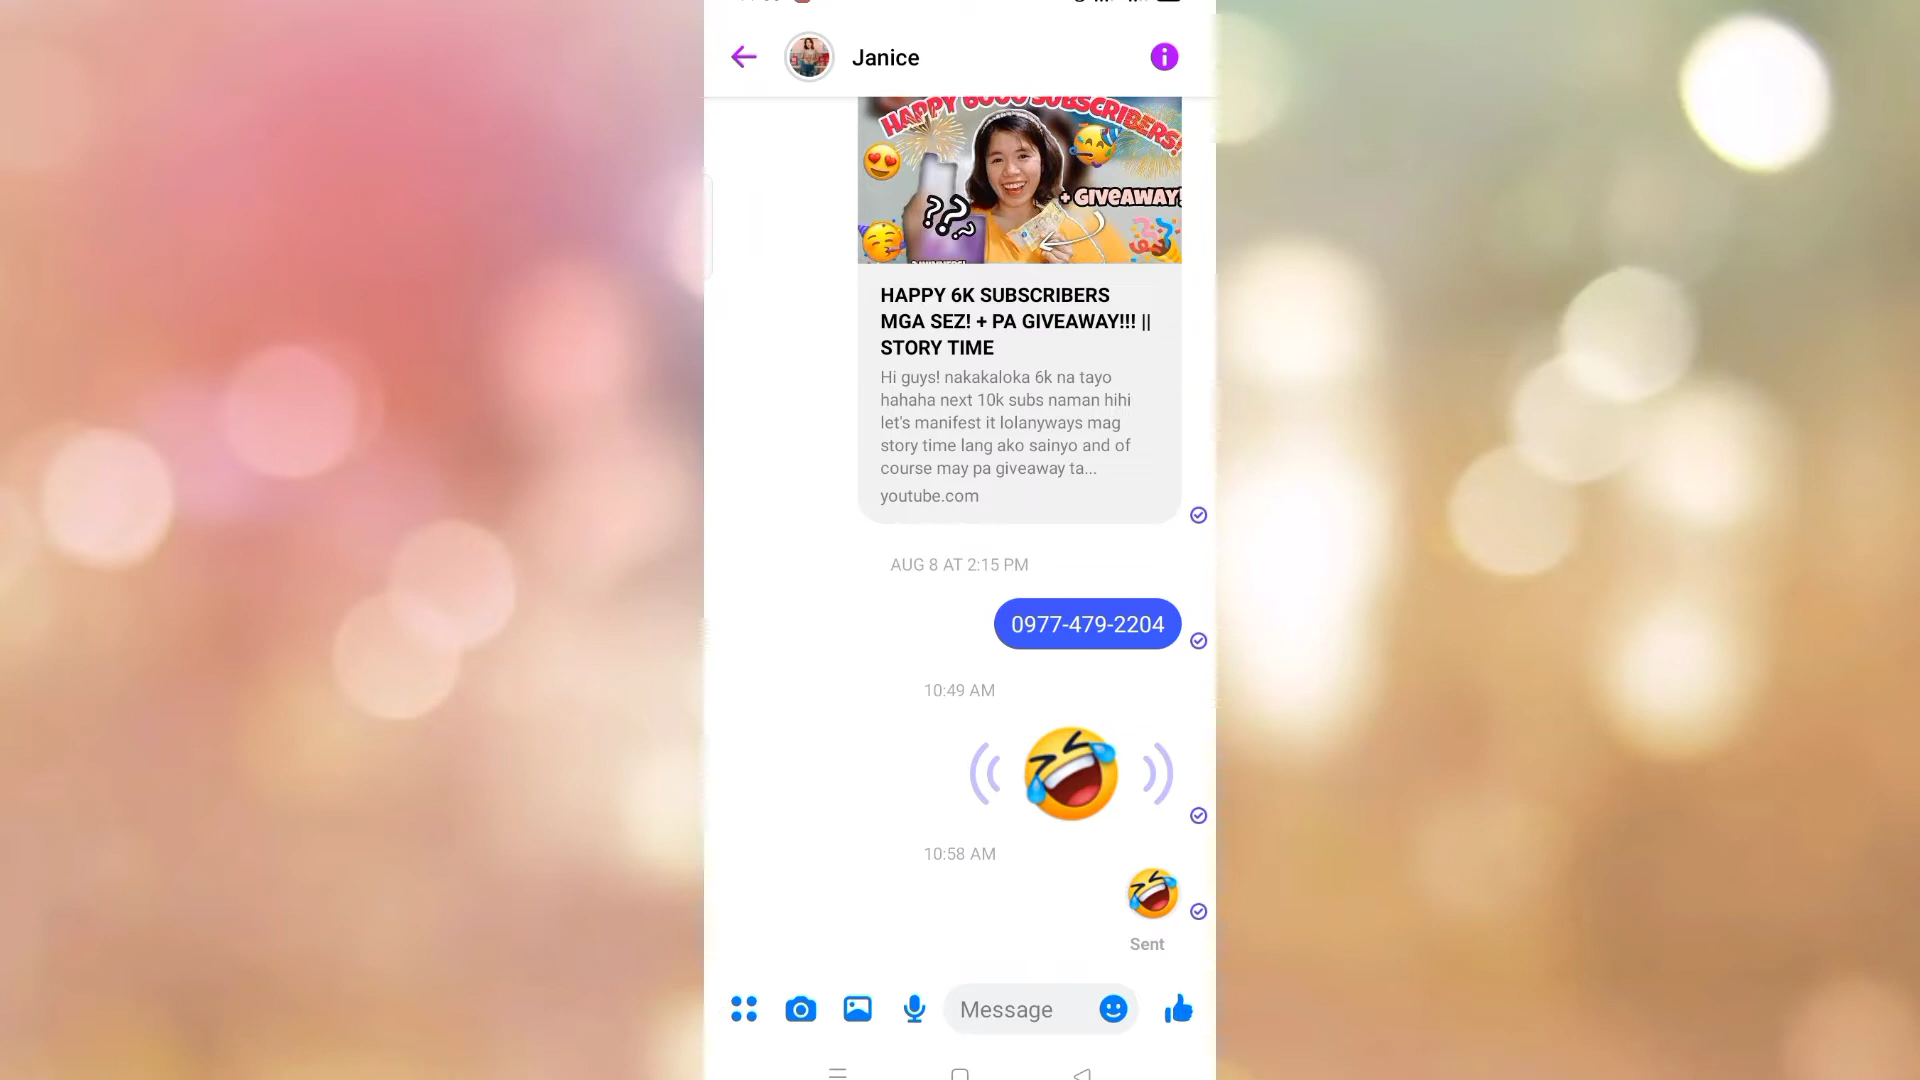 Janice
HAPPY 6000 SUBSCRIBERS!
+ GIVEAWAY!
???
HAPPY 6K SUBSCRIBERS
MGA SEZ! + PA GIVEAWAY!!! ||
STORY TIME
Hi guys! nakakaloka 6k na tayo
hahaha next 10k subs naman hihi
let's manifest it lolanyways mag
story time lang ako sainyo and of
course may pa giveaway ta...
youtube.com
AUG 8 AT 2:15 PM
0977-479-2204
10:49 AM
10:58 AM
Sent
Message